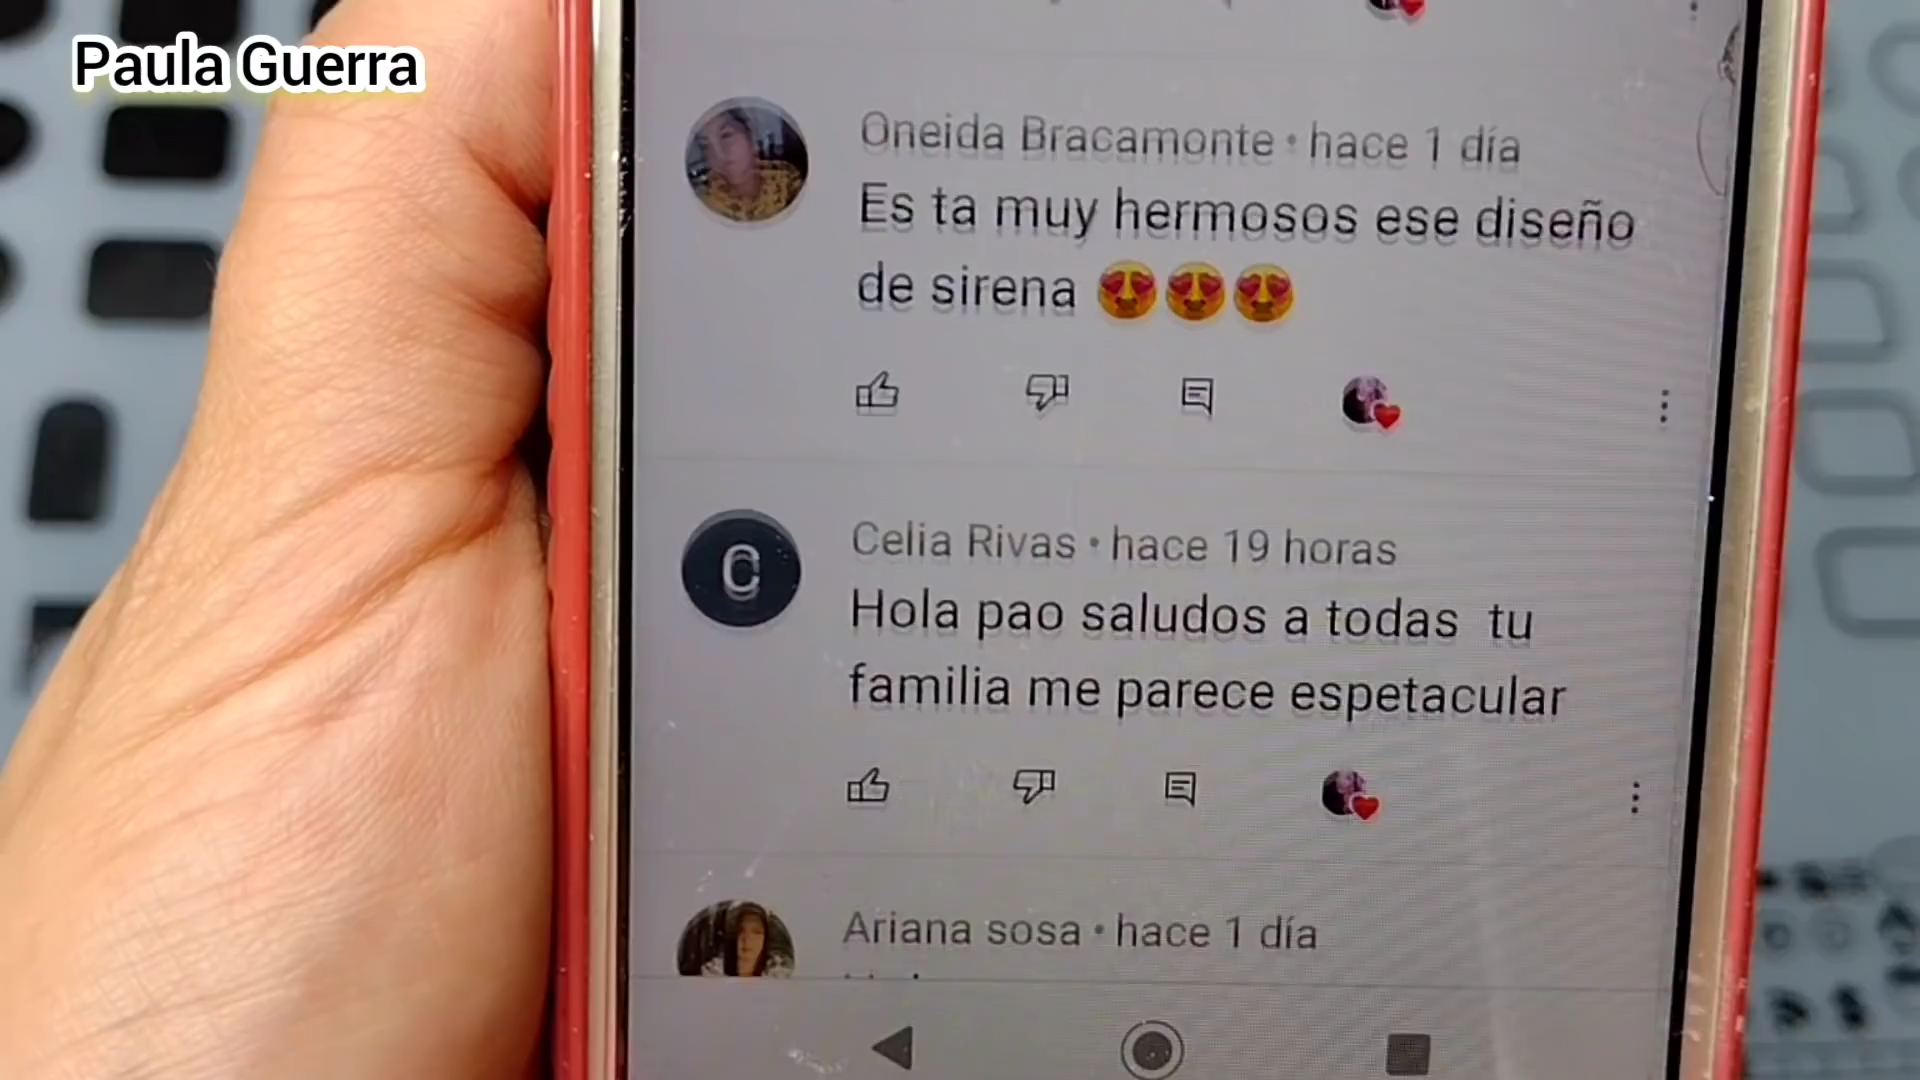 Paula Guerra
Oneida Bracamonte • hace 1 día
Es ta muy hermosos ese diseño
de sirena 😍😍😍
C
Celia Rivas • hace 19 horas
Hola pao saludos a todas tu
familia me parece espetacular
Ariana sosa • hace 1 día